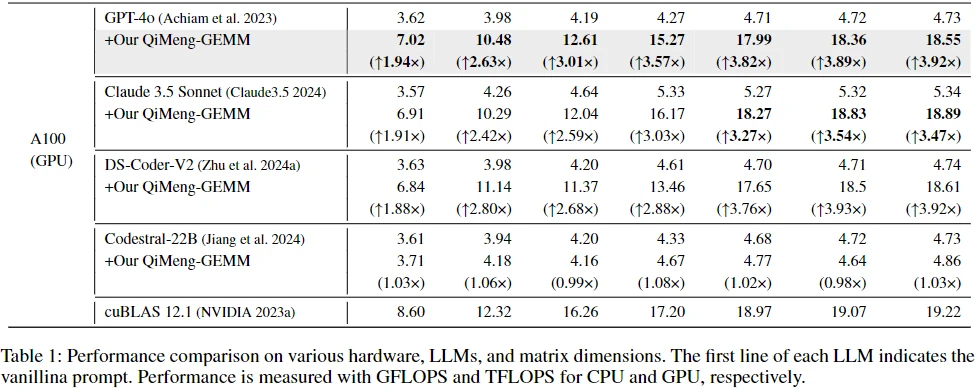 GPT-4o (Achiam et al. 2023) 3.62 3.98 4.19 4.27 4.71 4.72 4.73
+Our QiMeng-GEMM 7.02 10.48 12.61 15.27 17.99 18.36 18.55
(↑1.94×) (↑2.63×) (↑3.01×) (↑3.57×) (↑3.82×) (↑3.89×) (↑3.92×)
Claude 3.5 Sonnet (Claude3.5 2024) 3.57 4.26 4.64 5.33 5.27 5.32 5.34
+Our QiMeng-GEMM 6.91 10.29 12.04 16.17 18.27 18.83 18.89
A100
(GPU)
(↑1.91×) (↑2.42×) (↑2.59×) (↑3.03×) (↑3.27×) (↑3.54×) (↑3.47×)
DS-Coder-V2 (Zhu et al. 2024a) 3.63 3.98 4.20 4.61 4.70 4.71 4.74
+Our QiMeng-GEMM 6.84 11.14 11.37 13.46 17.65 18.5 18.61
(↑1.88×) (↑2.80×) (↑2.68×) (↑2.88×) (↑3.76×) (↑3.93×) (↑3.92×)
Codestral-22B (Jiang et al. 2024) 3.61 3.94 4.20 4.33 4.68 4.72 4.73
+Our QiMeng-GEMM 3.71 4.18 4.16 4.67 4.77 4.64 4.86
(1.03×) (1.06×) (0.99×) (1.08×) (1.02×) (0.98×) (1.03×)
cuBLAS 12.1 (NVIDIA 2023a) 8.60 12.32 16.26 17.20 18.97 19.07 19.22
Table 1: Performance comparison on various hardware, LLMs, and matrix dimensions. The first line of each LLM indicates the
vanillina prompt. Performance is measured with GFLOPS and TFLOPS for CPU and GPU, respectively.